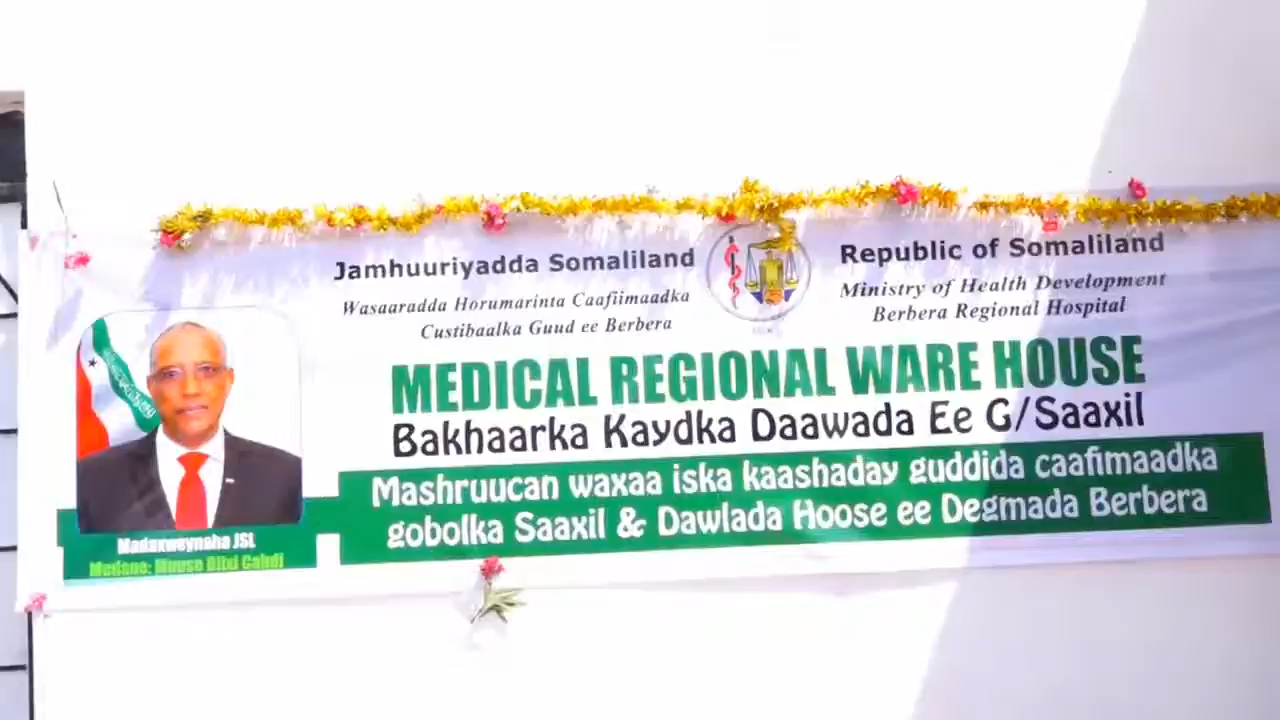 Jamhuuriyadda Somaliland
Wasaaradda Horumarinta Caafiimaadka
Custibaalka Guud ee Berbera
Republic of Somaliland
Ministry of Health Development
Berbera Regional Hospital
MEDICAL REGIONAL WARE HOUSE
Bakhaarka Kaydka Daawada Ee G/Saaxil
Mashruucan waxaa iska kaashaday guddida caafimaadka
gobolka Saaxil & Dawlada Hoose ee Degmada Berbera
Madaxweynaha JSL
Mudane: Muuse Biixi Cabdi